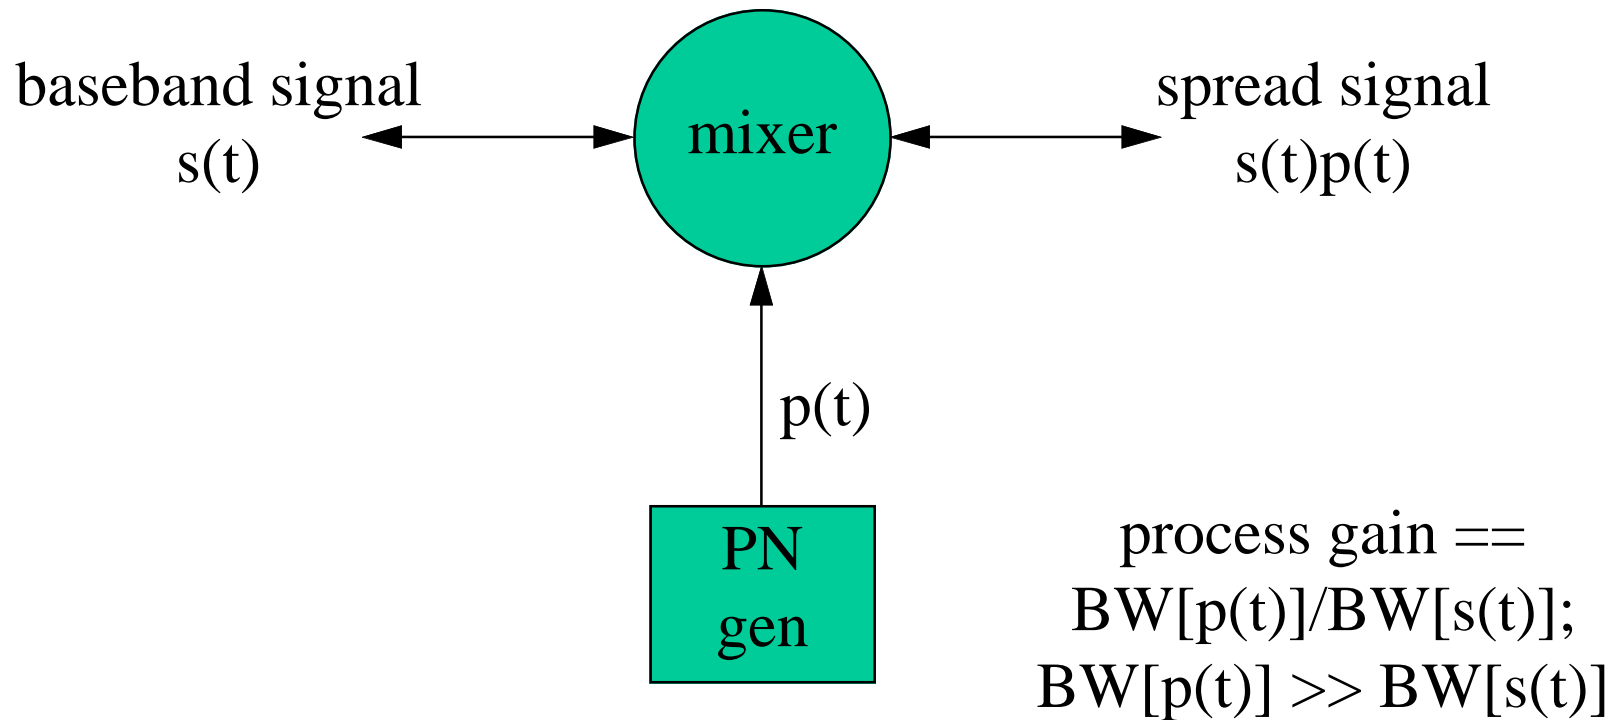 baseband signal
s(t)
mixer
spread signal
s(t)p(t)
p(t)
PN
gen
process gain ==
BW[p(t)]/BW[s(t)];
BW[p(t)] >> BW[s(t)]